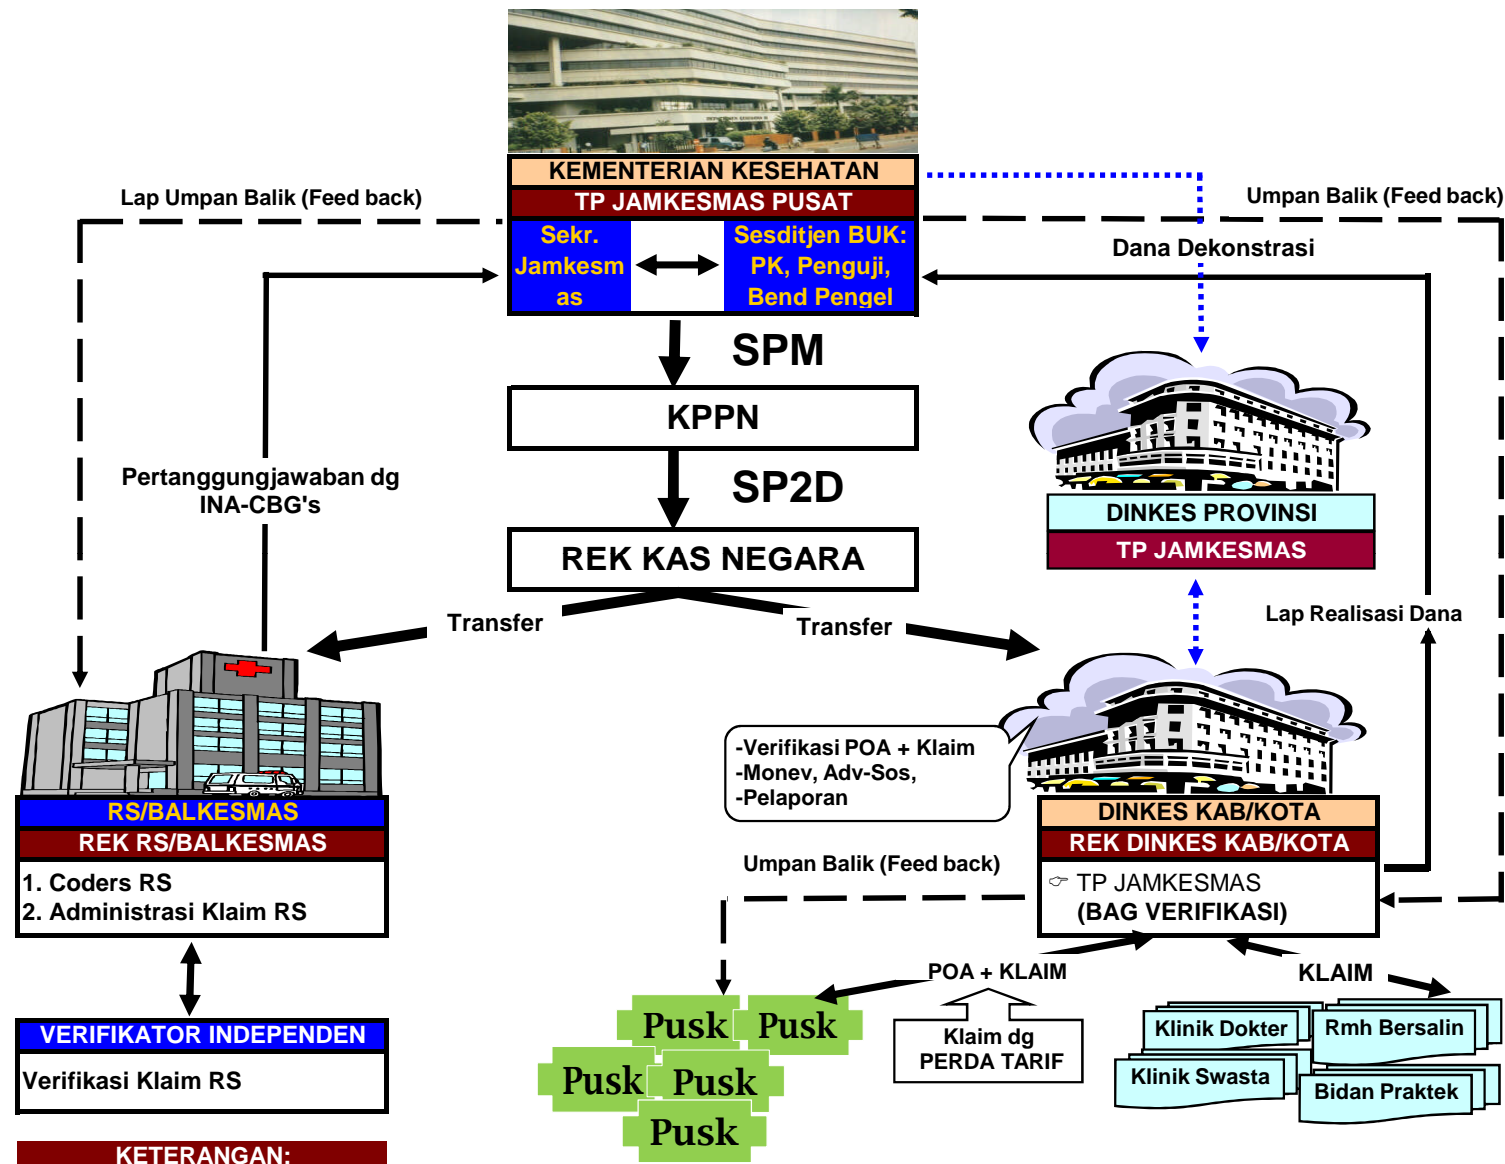 KEMENTERIAN KESEHATAN
TP JAMKESMAS PUSAT
Lap Umpan Balik (Feed back)
Umpan Balik (Feed back)
Sekr.
Jamkesm
as
Sesditjen BUK:
PK, Penguji,
Bend Pengel
Dana Dekonstrasi
SPM
KPPN
Pertanggungjawaban dg
INA-CBG's
SP2D
DINKES PROVINSI
TP JAMKESMAS
REK KAS NEGARA
Transfer
Transfer
Lap Realisasi Dana
-Verifikasi POA + Klaim
-Monev, Adv-Sos,
-Pelaporan
RS/BALKESMAS
REK RS/BALKESMAS
1. Coders RS
2. Administrasi Klaim RS
DINKES KAB/KOTA
REK DINKES KAB/KOTA
☞ TP JAMKESMAS
(BAG VERIFIKASI)
Umpan Balik (Feed back)
POA + KLAIM
KLAIM
VERIFIKATOR INDEPENDEN
Verifikasi Klaim RS
Pusk
Pusk
Pusk
Pusk
Pusk
Klaim dg
PERDA TARIF
Klinik Dokter
Rmh Bersalin
Klinik Swasta
Bidan Praktek
KETERANGAN: